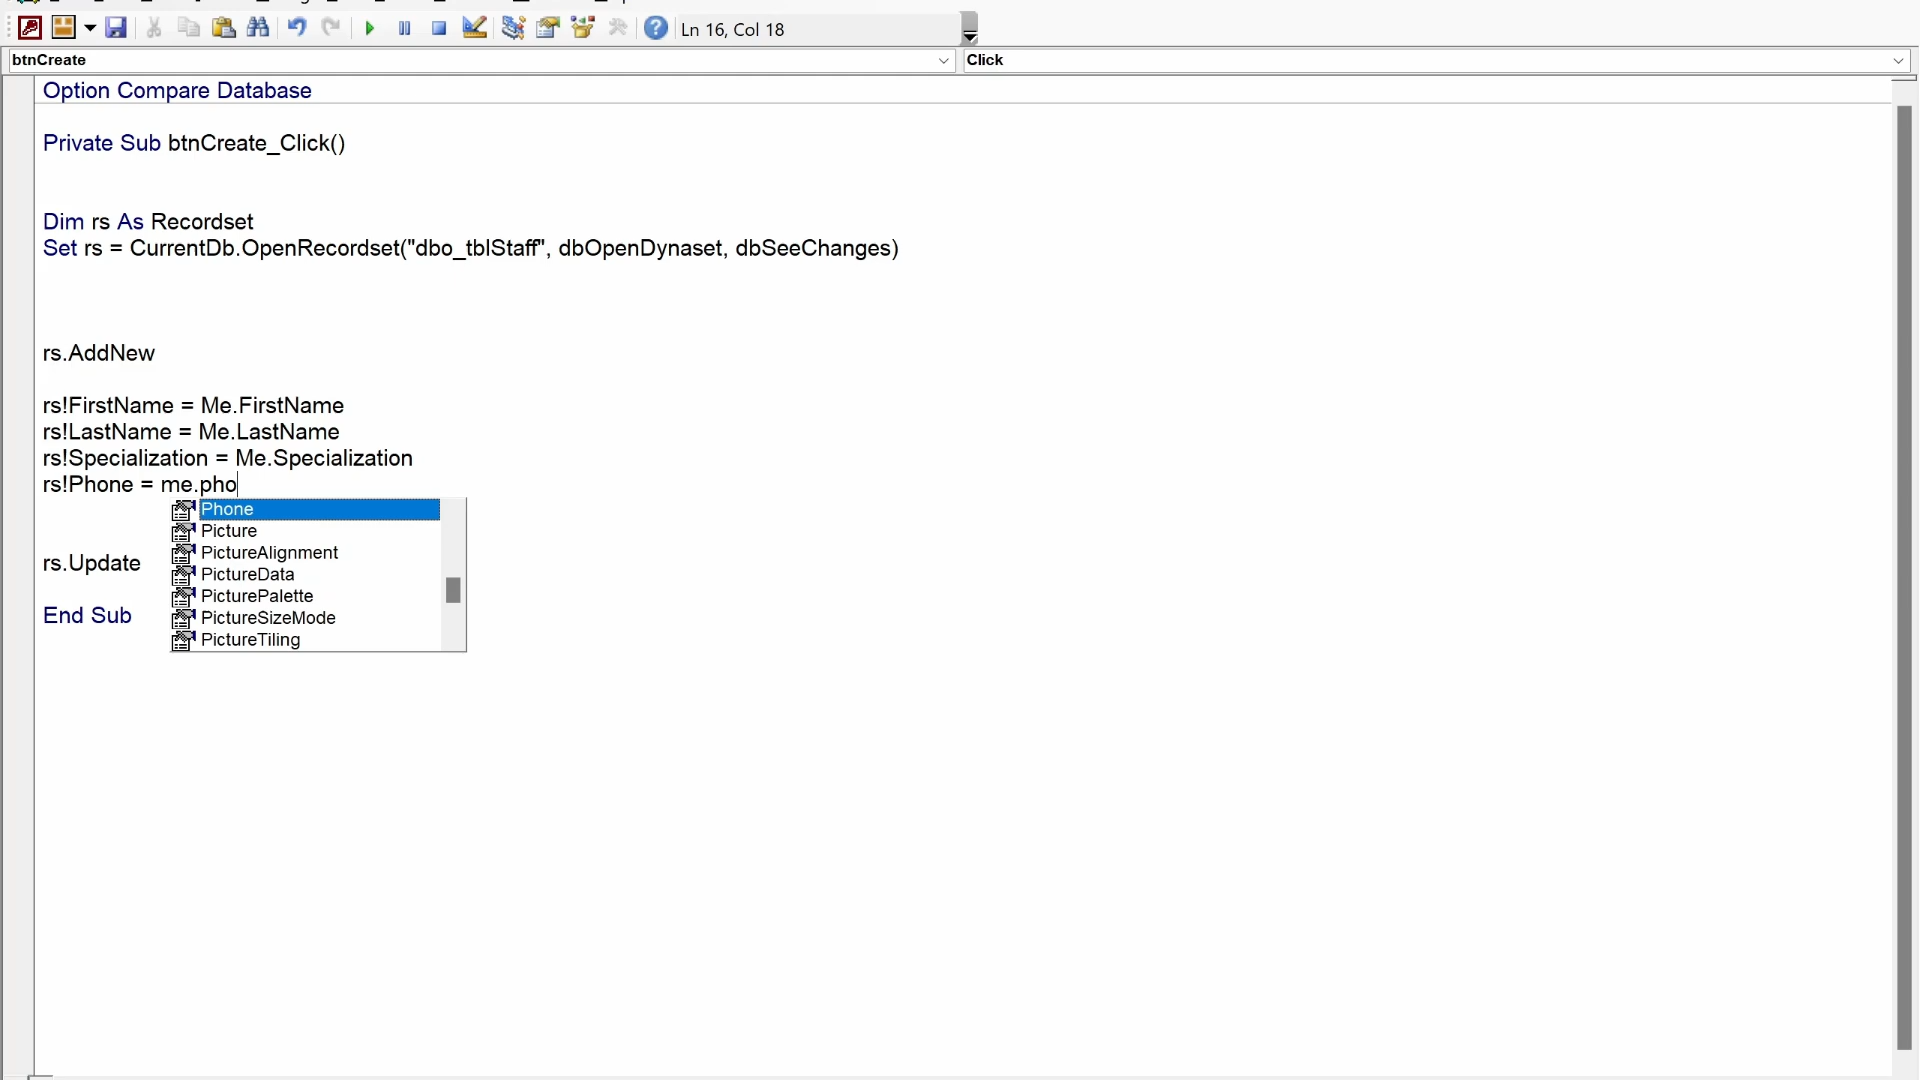 Ln 16, Col 18
btnCreate
Click
Option Compare Database
Private Sub btnCreate_Click()
Dim rs As Recordset
Set rs = CurrentDb.OpenRecordset("dbo_tblStaff", dbOpenDynaset, dbSeeChanges)
rs.AddNew
rs!FirstName = Me.FirstName
rs!LastName = Me.LastName
rs!Specialization = Me.Specialization
rs!Phone = me.pho
Phone
Picture
PictureAlignment
PictureData
PicturePalette
PictureSizeMode
PictureTiling
rs.Update
End Sub